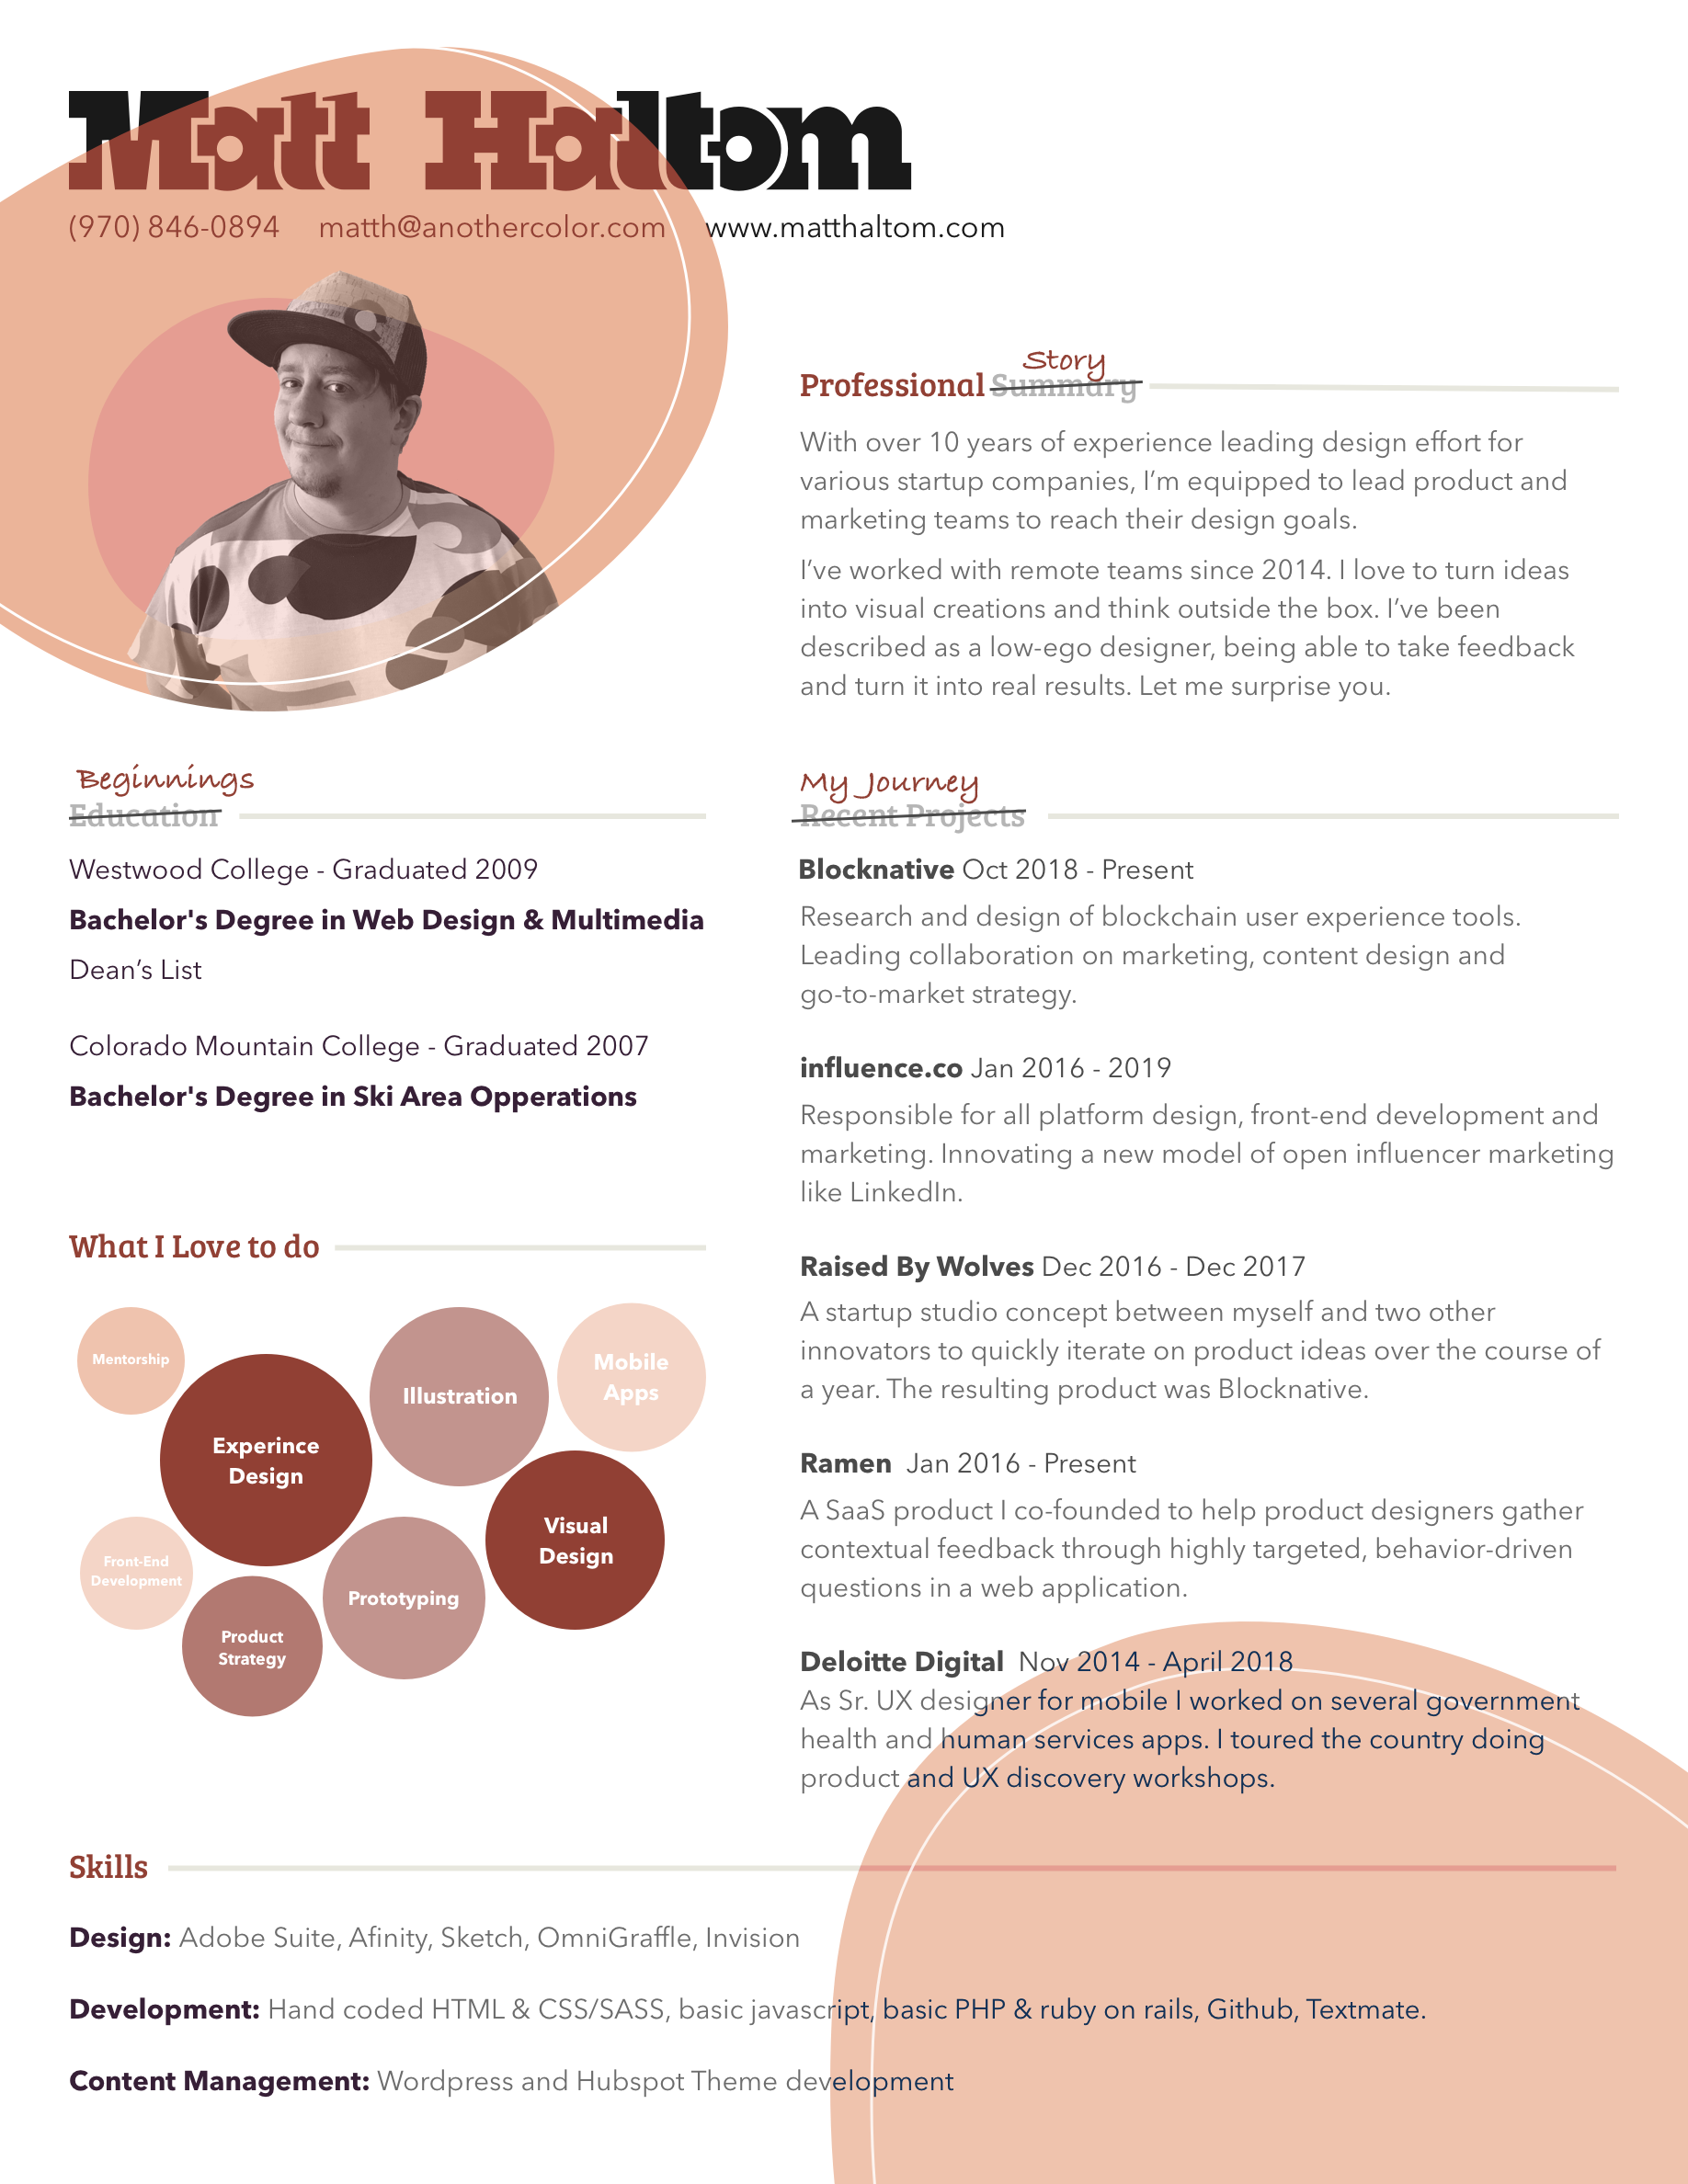 Matt Haltom
(970) 846-0894 matth@anothercolor.com www.matthaltom.com
Story
Professional Summary
With over 10 years of experience leading design effort for
various startup companies, I’m equipped to lead product and
marketing teams to reach their design goals.
I’ve worked with remote teams since 2014. I love to turn ideas
into visual creations and think outside the box. I’ve been
described as a low-ego designer, being able to take feedback
and turn it into real results. Let me surprise you.
Beginnings
Education
Westwood College - Graduated 2009
Bachelor's Degree in Web Design & Multimedia
Dean’s List
Colorado Mountain College - Graduated 2007
Bachelor's Degree in Ski Area Opperations
What I Love to do
Mentorship
Experince
Design
Illustration
Mobile
Apps
Front-End
Development
Product
Strategy
Prototyping
Visual
Design
My Journey
Recent Projects
Blocknative Oct 2018 - Present
Research and design of blockchain user experience tools.
Leading collaboration on marketing, content design and
go-to-market strategy.
influence.co Jan 2016 - 2019
Responsible for all platform design, front-end development and
marketing. Innovating a new model of open influencer marketing
like LinkedIn.
Raised By Wolves Dec 2016 - Dec 2017
A startup studio concept between myself and two other
innovators to quickly iterate on product ideas over the course of
a year. The resulting product was Blocknative.
Ramen Jan 2016 - Present
A SaaS product I co-founded to help product designers gather
contextual feedback through highly targeted, behavior-driven
questions in a web application.
Deloitte Digital Nov 2014 - April 2018
As Sr. UX designer for mobile I worked on several government
health and human services apps. I toured the country doing
product and UX discovery workshops.
Skills
Design: Adobe Suite, Afinity, Sketch, OmniGraffle, Invision
Development: Hand coded HTML & CSS/SASS, basic javascript, basic PHP & ruby on rails, Github, Textmate.
Content Management: Wordpress and Hubspot Theme development